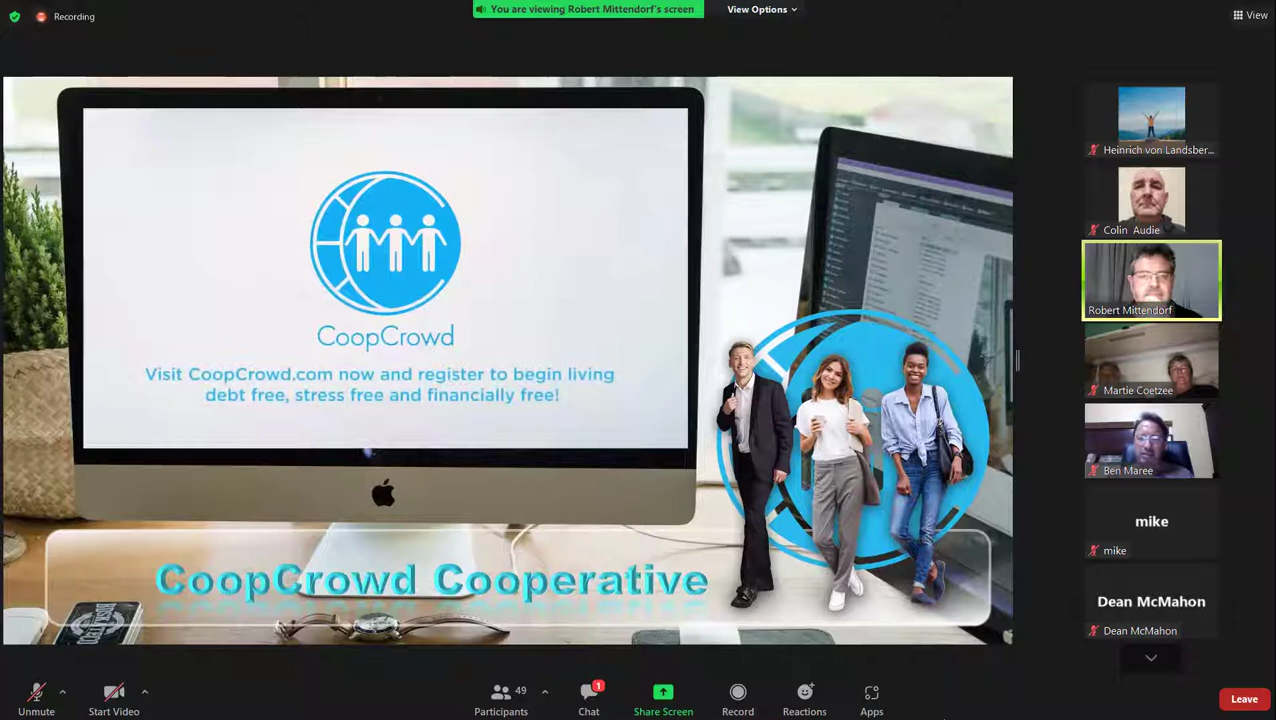 Recording
You are viewing Robert Mittendorf's screen
View Options
View
CoopCrowd
Visit CoopCrowd.com now and register to begin living
debt free, stress free and financially free!
CoopCrowd Cooperative
Heinrich von Landsber...
Colin Audie
Robert Mittendorf
Martie Coetzee
Ben Maree
mike
mike
Dean McMahon
Dean McMahon
Unmute
Start Video
49
Participants
1
Chat
Share Screen
Record
Reactions
Apps
Leave